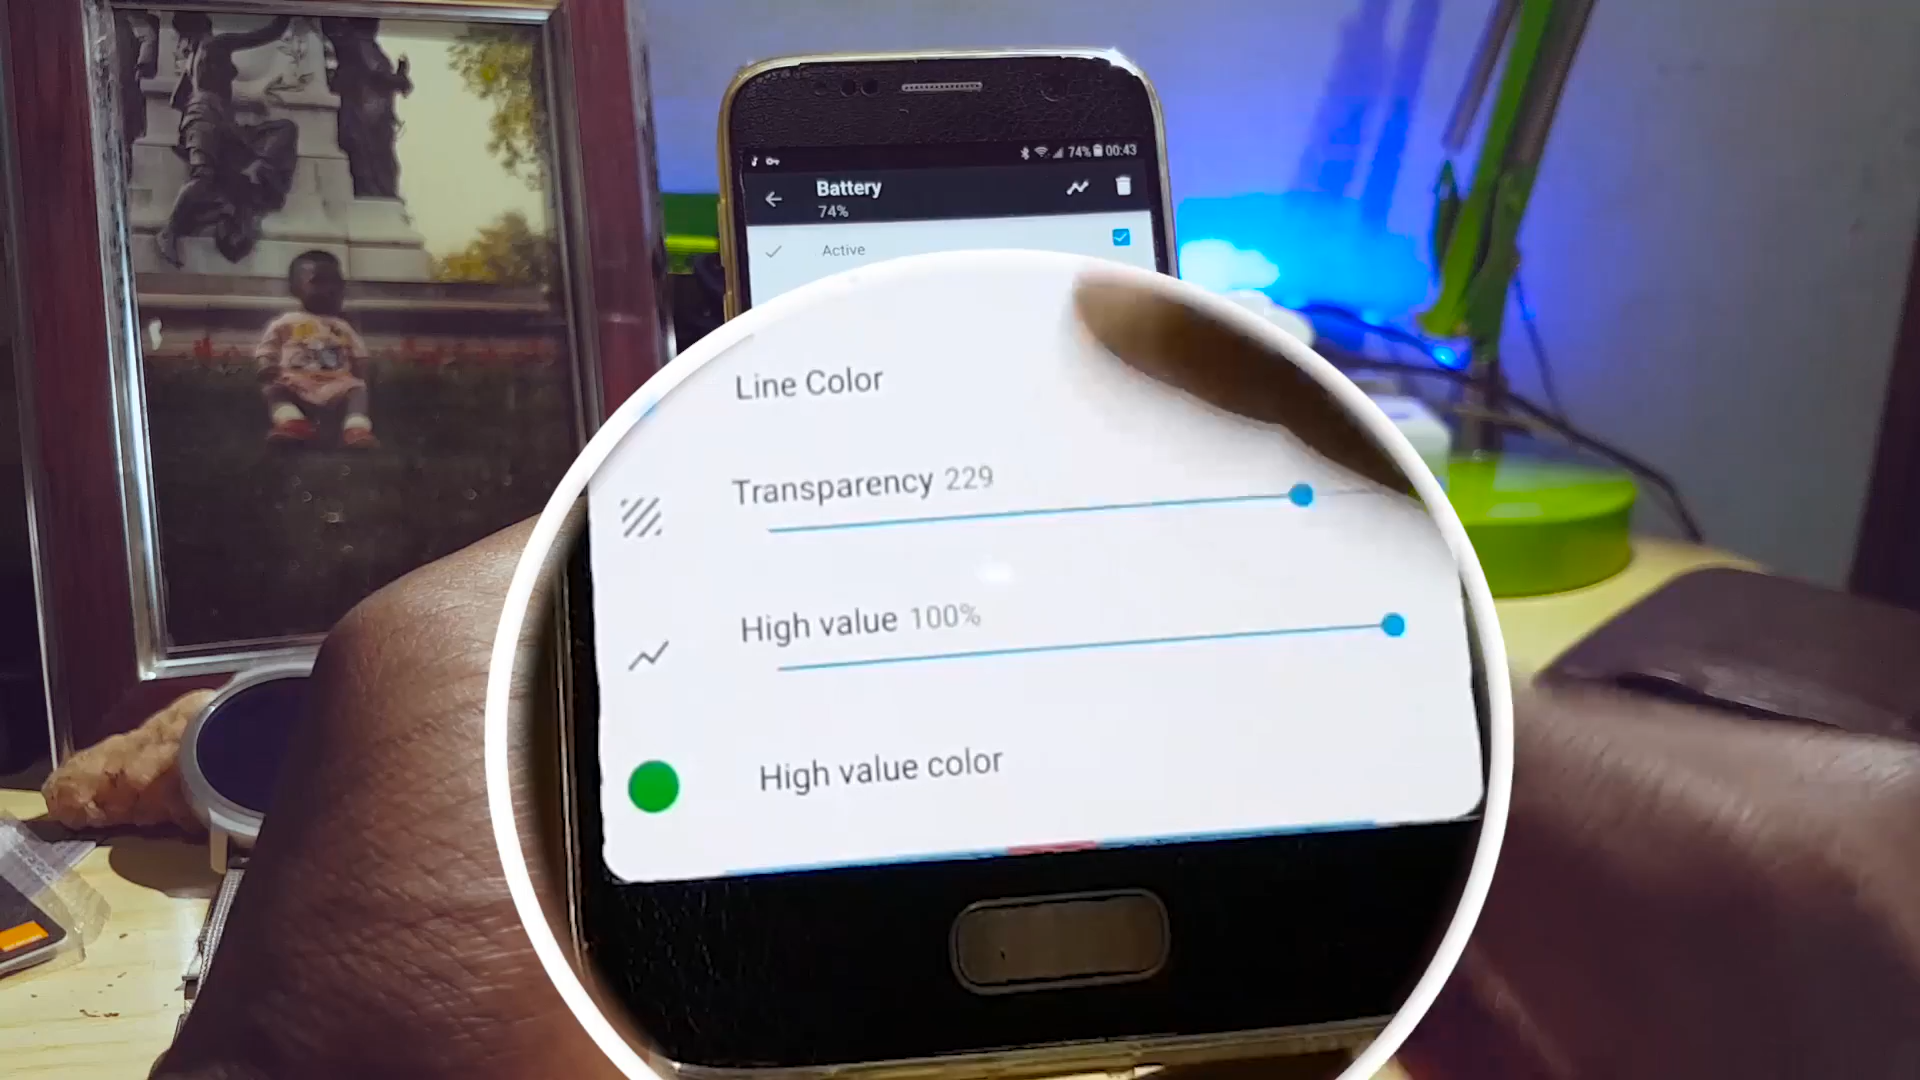 74% 00:43
Battery
74%
Active
Line Color
Transparency 229
High value 100%
High value color